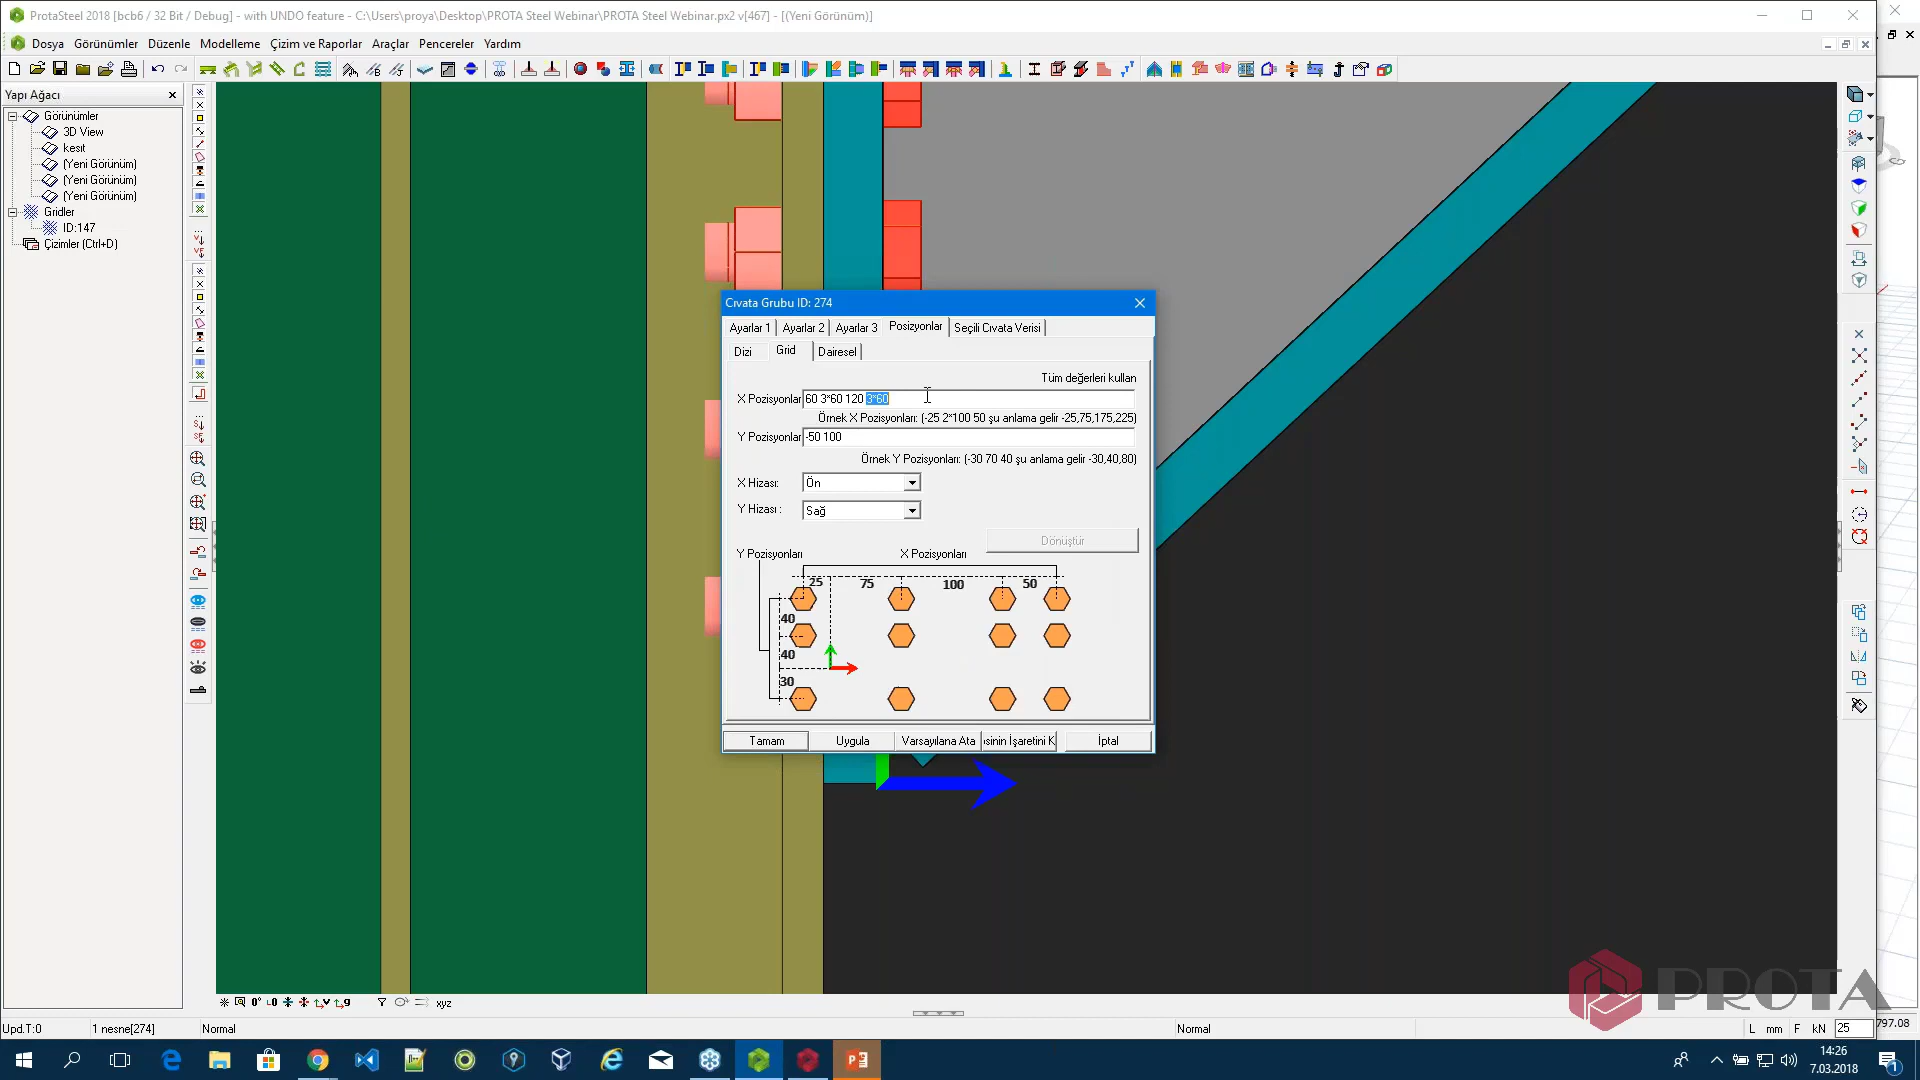 ProtaSteel 2018 [bcb6 / 32 Bit / Debug] - with UNDO feature - C:\Users\proya\Desktop\PROTA Steel Webinar\PROTA Steel Webinar.px2 v[467] - [(Yeni Görünüm)]
Dosya Görünümler Düzenle Modelleme Çizim ve Raporlar Araçlar Pencereler Yardım
Yapı Ağacı
Görünümler
3D View
kesit
(Yeni Görünüm)
(Yeni Görünüm)
(Yeni Görünüm)
Gridler
ID:147
Çizimler (Ctrl+D)
Cıvata Grubu ID: 274
Ayarlar 1 Ayarlar 2 Ayarlar 3 Posizyonlar Seçili Cıvata Verisi
Dizi Grid Dairesel
Tüm değerleri kullan
X Pozisyonlar 60 3*60 120 3*60
Örnek X Pozisyonları: (-25 2*100 50 şu anlama gelir -25,75,175,225)
Y Pozisyonlar -50 100
Örnek Y Pozisyonları: (-30 70 40 şu anlama gelir -30,40,80)
X Hizası: Ön
Y Hizası : Sağ
Dönüştür
Y Pozisyonları X Pozisyonları
25 75 100 50
40
40
30
Tamam Uygula Varsayılana Ata sinin İşaretini K İptal
xyz
PROTA
Upd.T:0 1 nesne[274] Normal Normal L mm F kN 25 797.08
14:26
7.03.2018